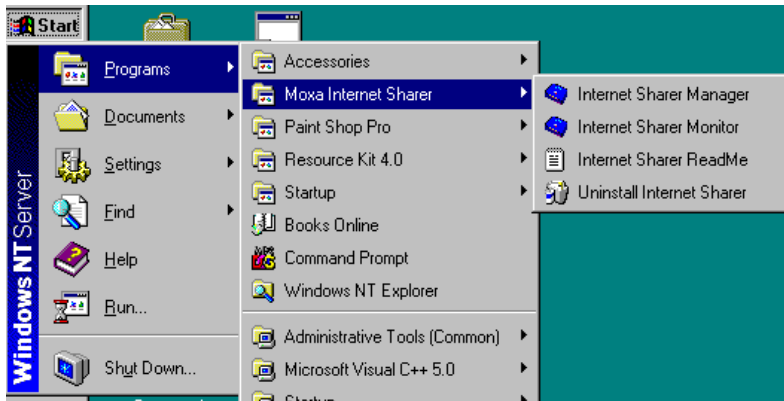 Start
Windows NT Server
Programs
Documents
Settings
Find
Help
Run...
Shut Down...
Accessories
Moxa Internet Sharer
Paint Shop Pro
Resource Kit 4.0
Startup
Books Online
Command Prompt
Windows NT Explorer
Administrative Tools (Common)
Microsoft Visual C++ 5.0
Startup
Internet Sharer Manager
Internet Sharer Monitor
Internet Sharer ReadMe
Uninstall Internet Sharer